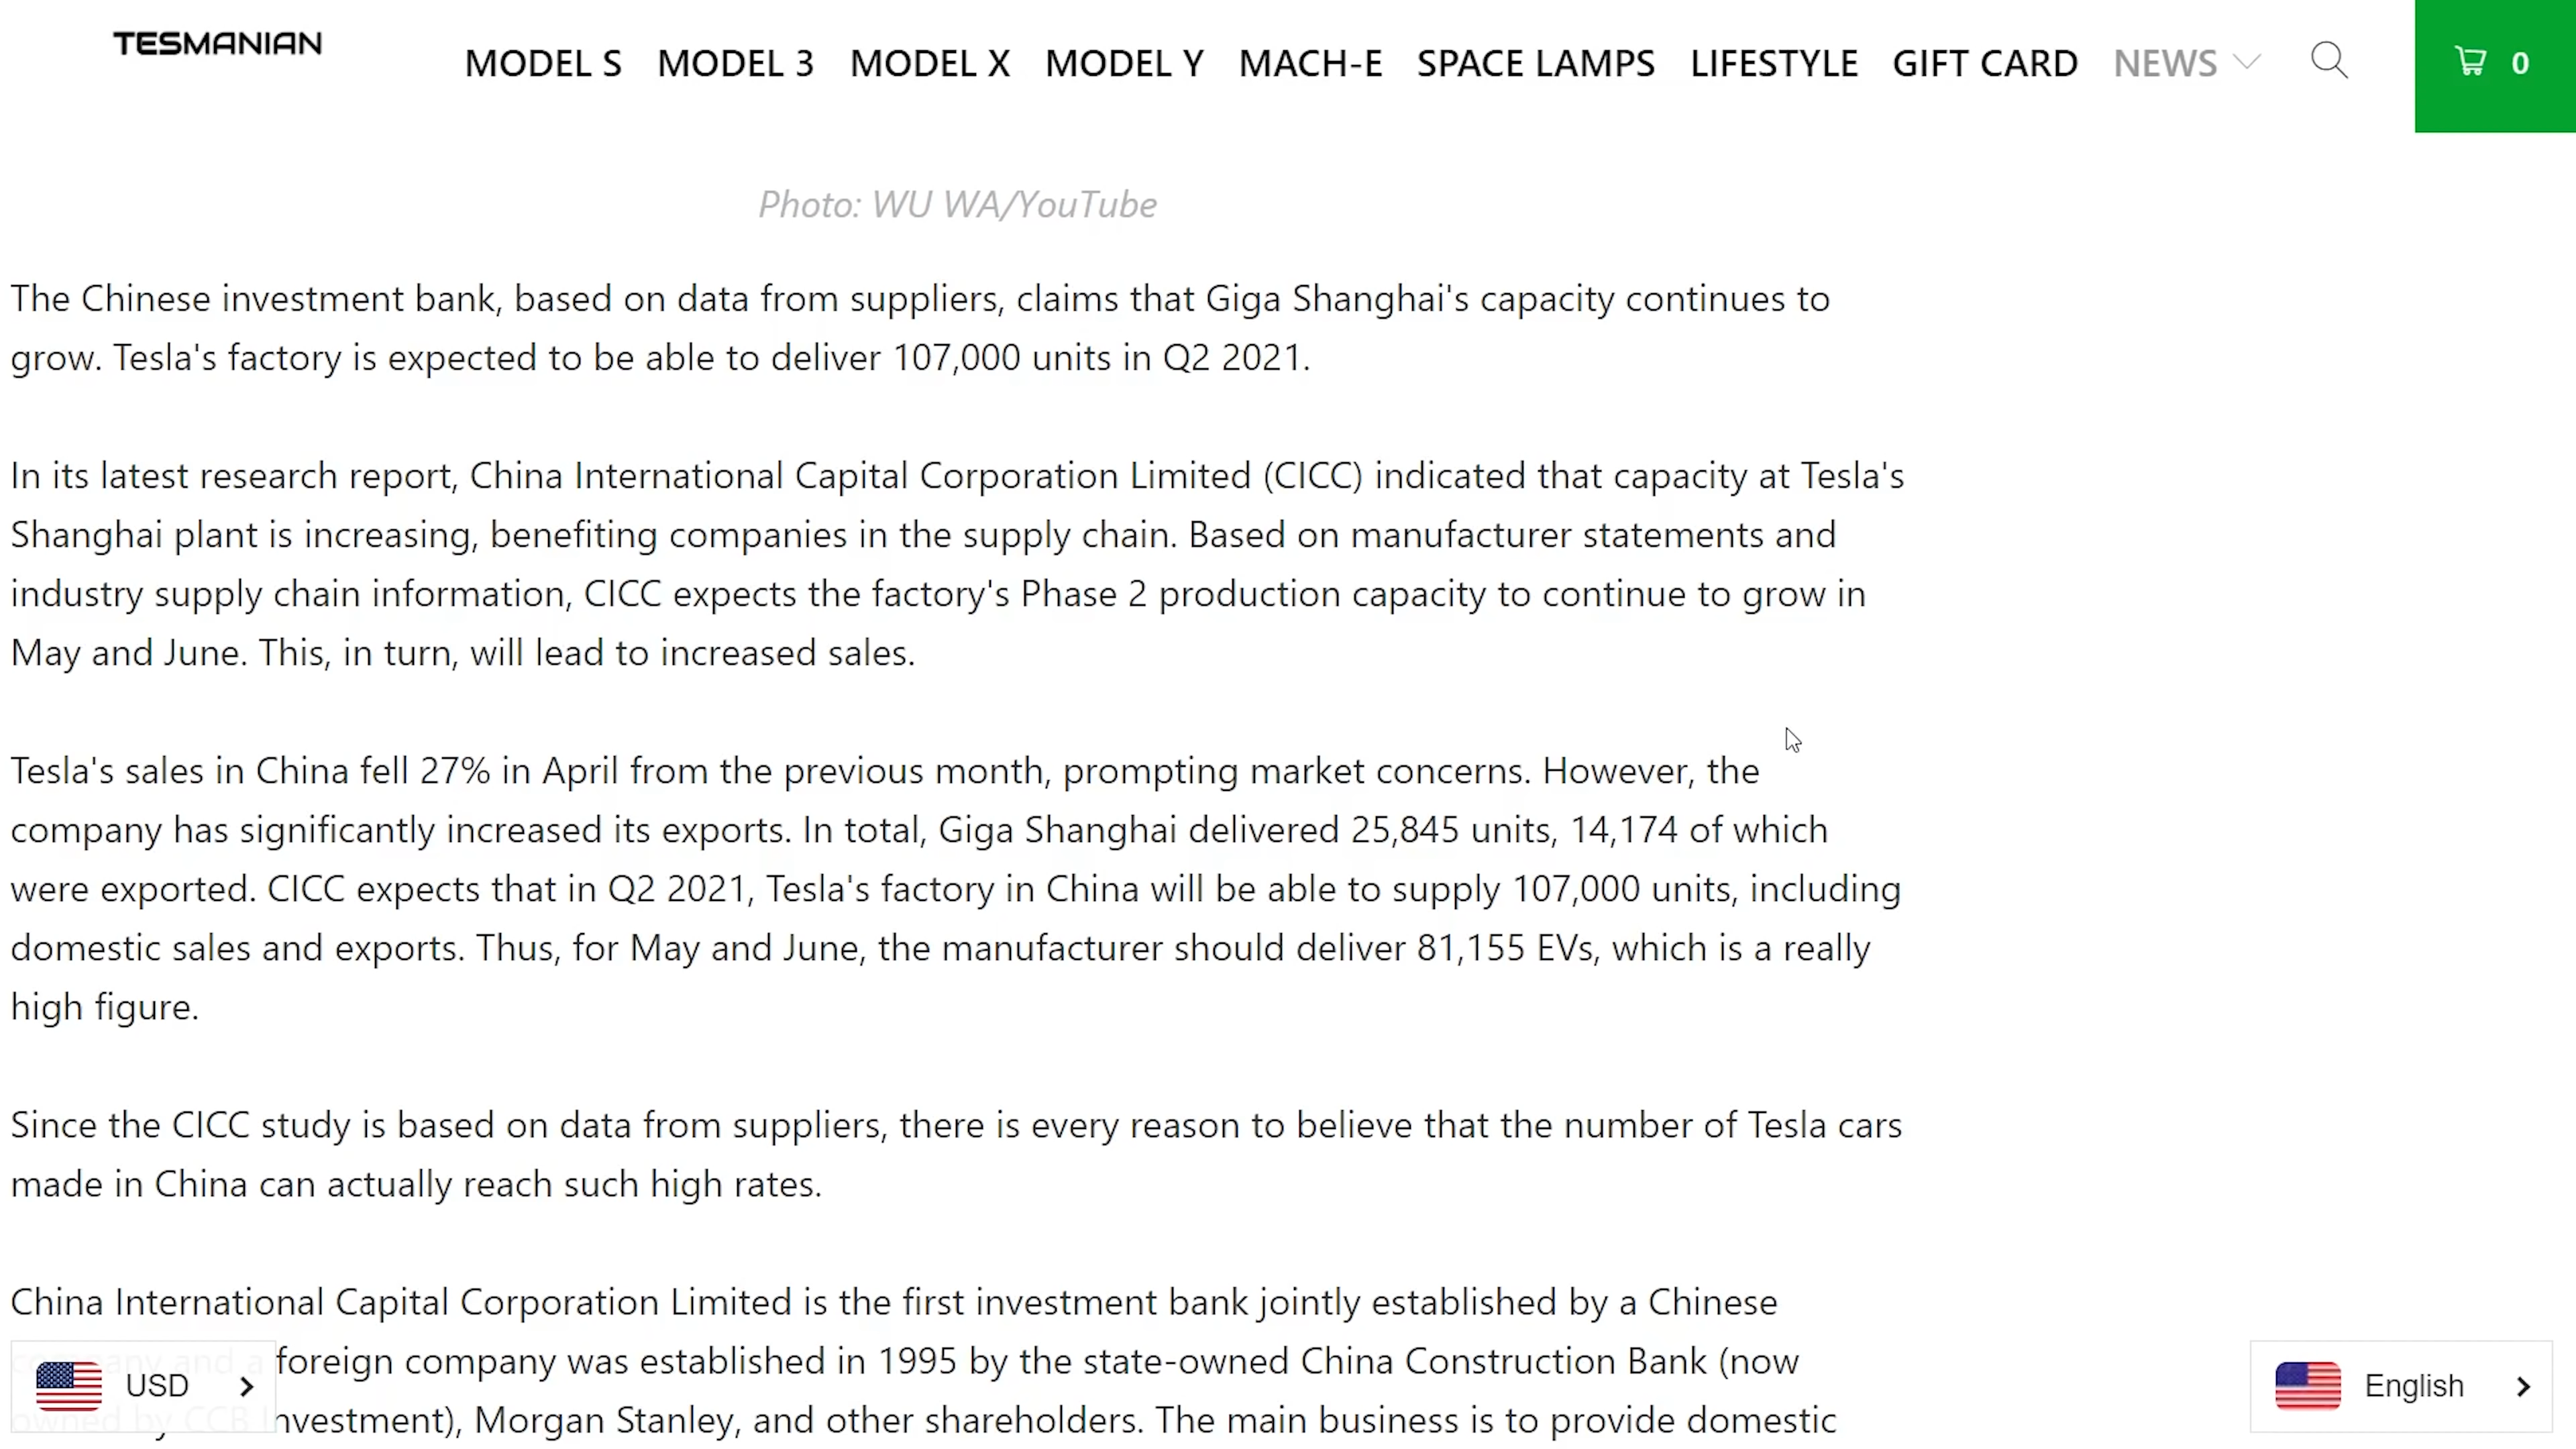 TESMANIAN
MODEL S MODEL 3 MODEL X MODEL Y MACH-E SPACE LAMPS LIFESTYLE GIFT CARD NEWS 0
Photo: WU WA/YouTube
The Chinese investment bank, based on data from suppliers, claims that Giga Shanghai's capacity continues to
grow. Tesla's factory is expected to be able to deliver 107,000 units in Q2 2021.
In its latest research report, China International Capital Corporation Limited (CICC) indicated that capacity at Tesla's
Shanghai plant is increasing, benefiting companies in the supply chain. Based on manufacturer statements and
industry supply chain information, CICC expects the factory's Phase 2 production capacity to continue to grow in
May and June. This, in turn, will lead to increased sales.
Tesla's sales in China fell 27% in April from the previous month, prompting market concerns. However, the
company has significantly increased its exports. In total, Giga Shanghai delivered 25,845 units, 14,174 of which
were exported. CICC expects that in Q2 2021, Tesla's factory in China will be able to supply 107,000 units, including
domestic sales and exports. Thus, for May and June, the manufacturer should deliver 81,155 EVs, which is a really
high figure.
Since the CICC study is based on data from suppliers, there is every reason to believe that the number of Tesla cars
made in China can actually reach such high rates.
China International Capital Corporation Limited is the first investment bank jointly established by a Chinese
company and a foreign company was established in 1995 by the state-owned China Construction Bank (now
owned by CCB Investment), Morgan Stanley, and other shareholders. The main business is to provide domestic
USD
English